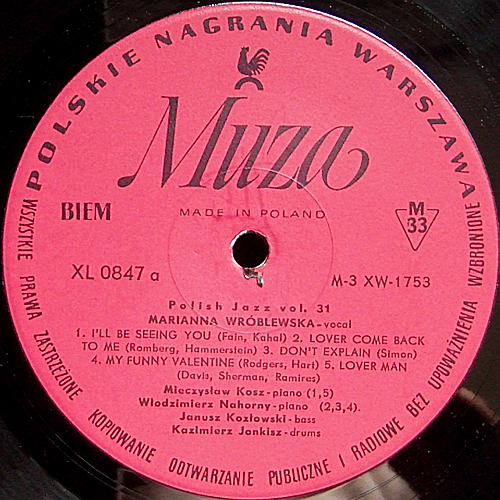 POLSKIE NAGRANIA WARSZAWA
Muza
MADE IN POLAND
BIEM
M
33
XL 0847 a
M-3 XW-1753
Polish Jazz vol. 31
MARIANNA WRÓBLEWSKA-vocal
1. I'LL BE SEEING YOU (Fain, Kahal) 2. LOVER COME BACK
TO ME (Romberg, Hammerstein) 3. DON'T EXPLAIN (Simon)
4. MY FUNNY VALENTINE (Rodgers, Hart) 5. LOVER MAN
(Davis, Sherman, Ramires)
Mieczysław Kosz-piano (1,5)
Włodzimierz Nahorny-piano (2,3,4).
Janusz Kozłowski-bass
Kazimierz Jonkisz-drums
WSZYSTKIE PRAWA ZASTRZEŻONE KOPIOWANIE ODTWARZANIE PUBLICZNE I RADIOWE BEZ UPOWAŻNIENIA WZBRONIONE